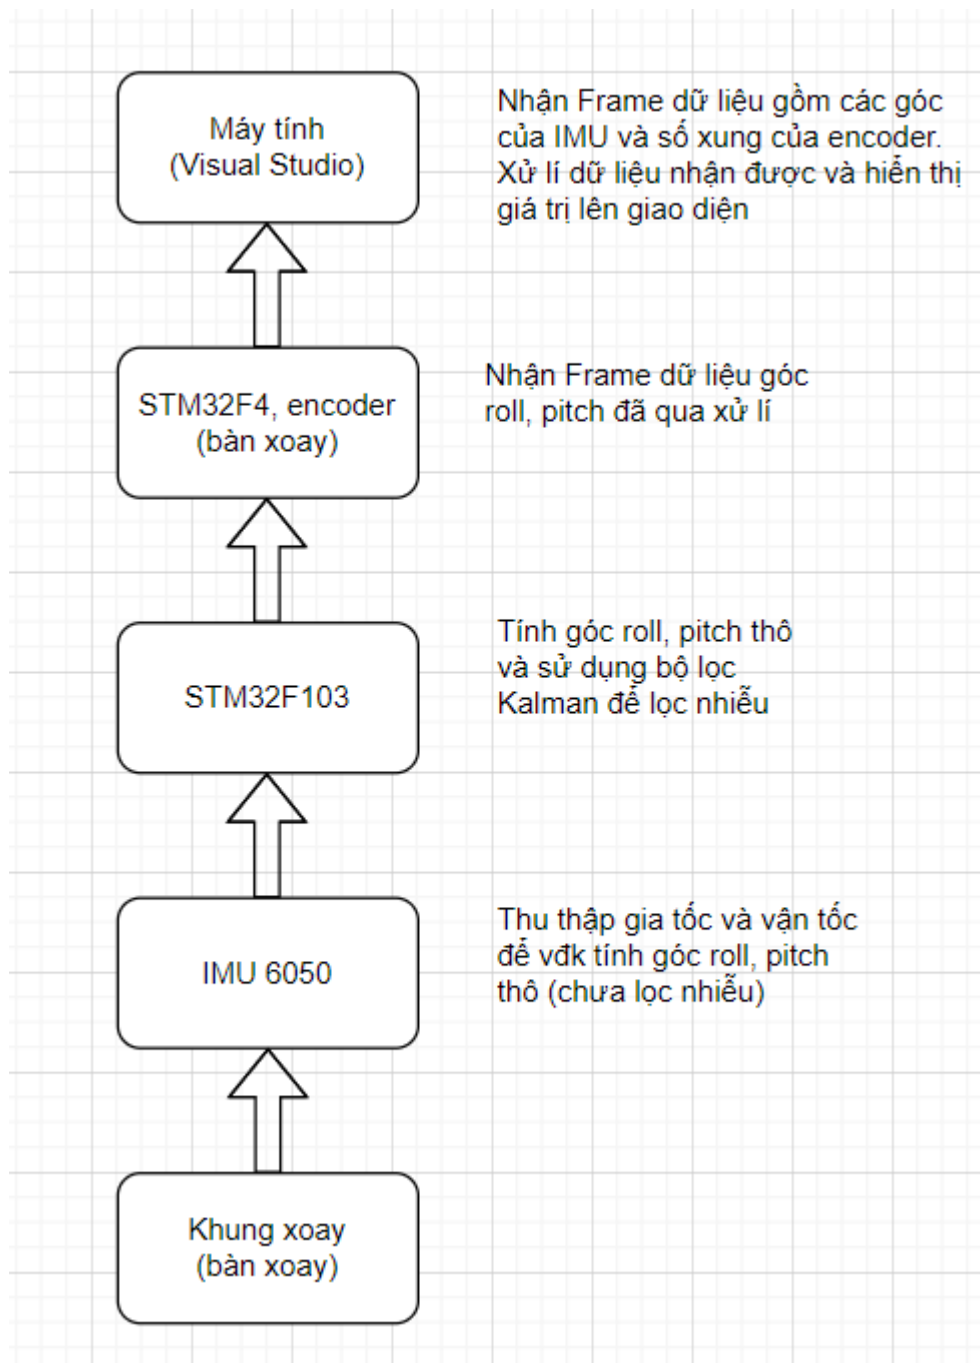 Máy tính
(Visual Studio)
Nhận Frame dữ liệu gồm các góc
của IMU và số xung của encoder.
Xử lí dữ liệu nhận được và hiển thị
giá trị lên giao diện
STM32F4, encoder
(bàn xoay)
Nhận Frame dữ liệu góc
roll, pitch đã qua xử lí
STM32F103
Tính góc roll, pitch thô
và sử dụng bộ lọc
Kalman để lọc nhiễu
IMU 6050
Thu thập gia tốc và vận tốc
để vđk tính góc roll, pitch
thô (chưa lọc nhiễu)
Khung xoay
(bàn xoay)